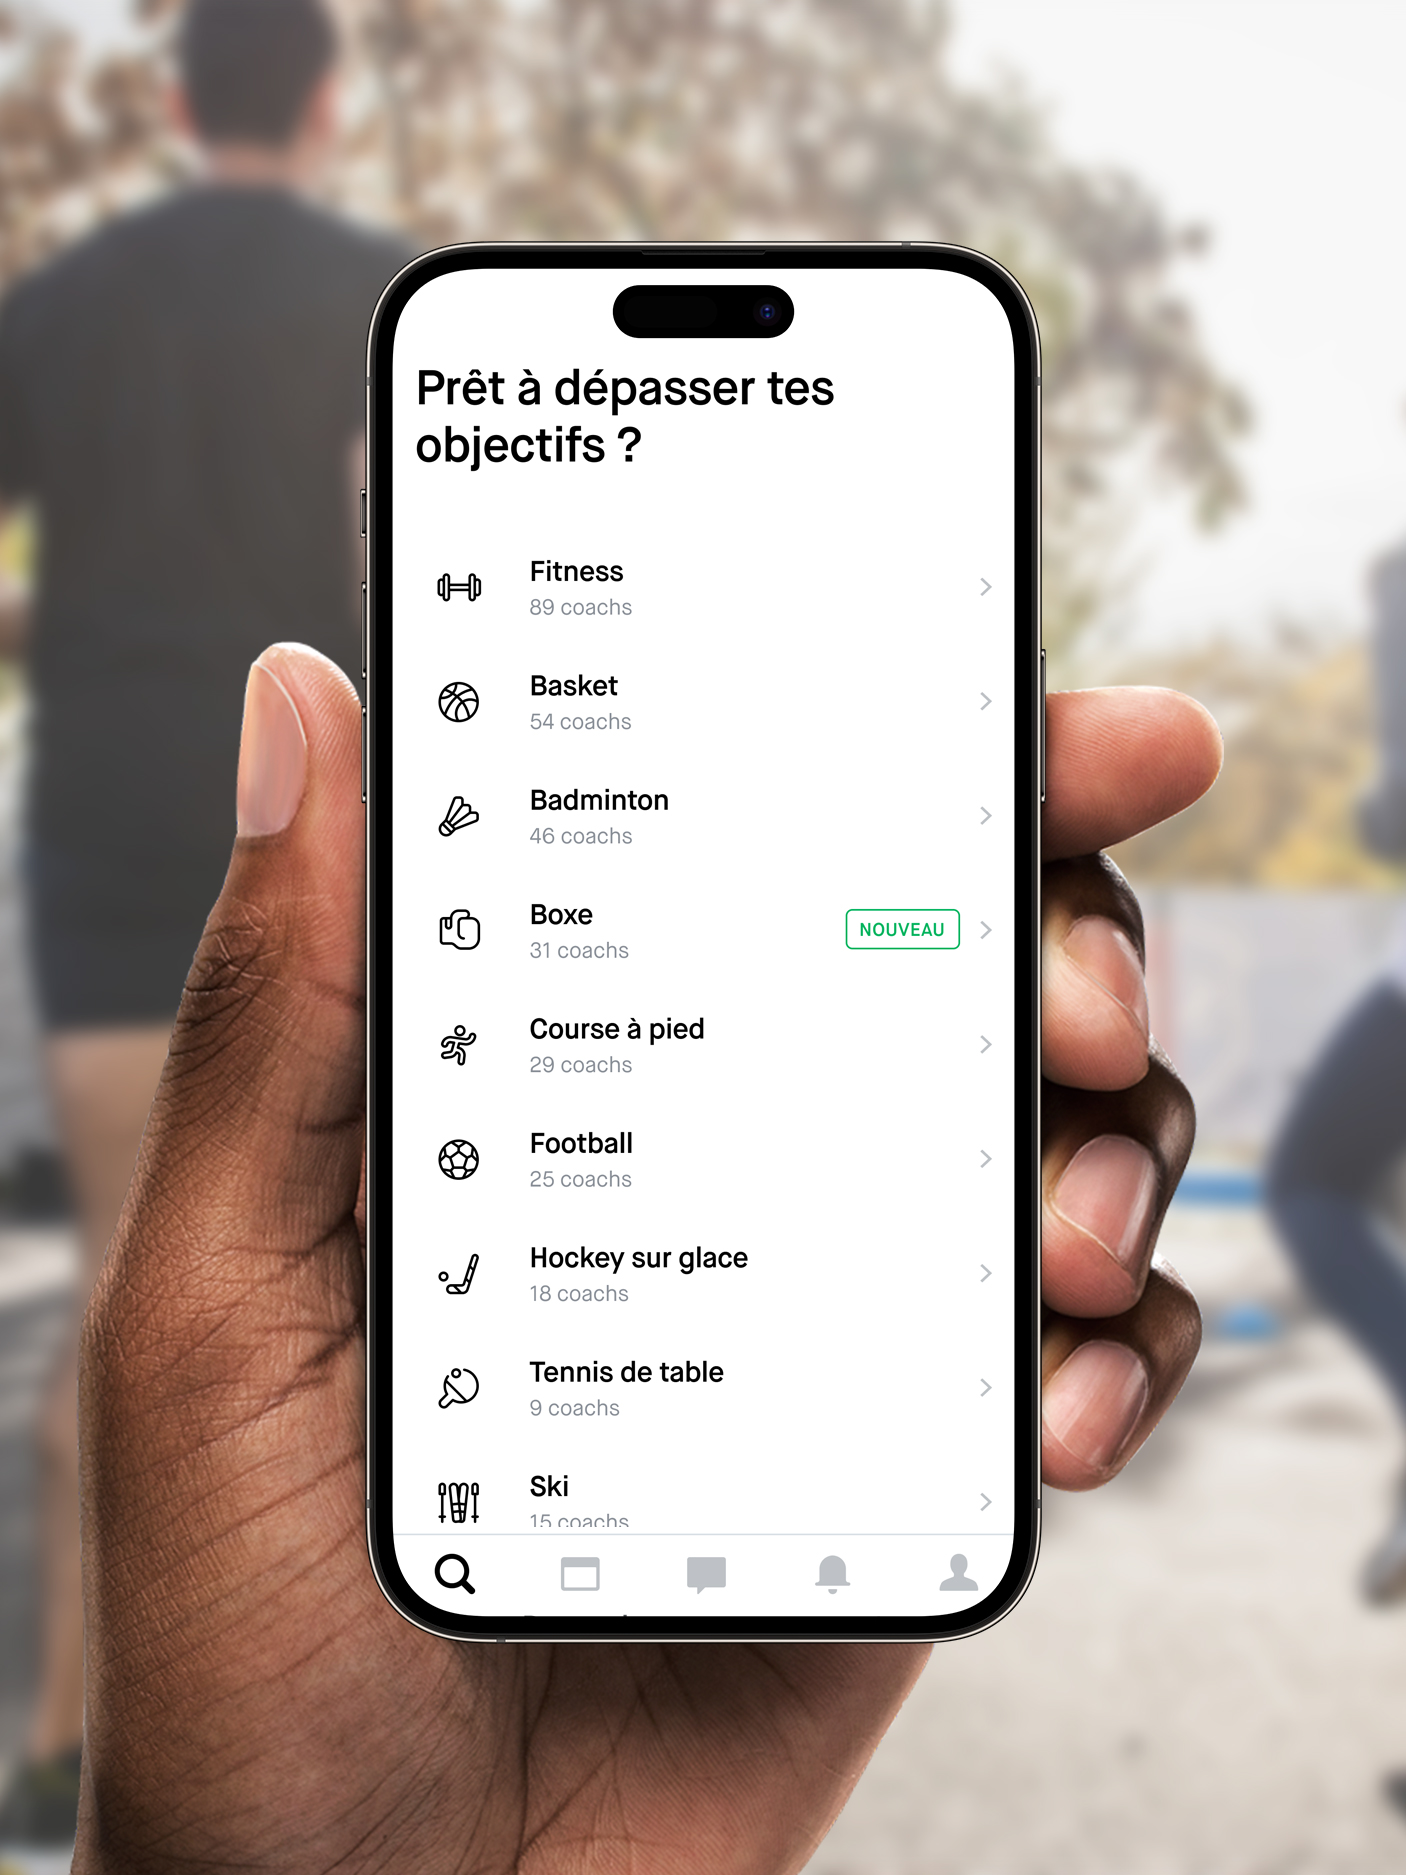 Prêt à dépasser tes
objectifs ?
Fitness
89 coachs
Basket
54 coachs
Badminton
46 coachs
Boxe
31 coachs
NOUVEAU
Course à pied
29 coachs
Football
25 coachs
Hockey sur glace
18 coachs
Tennis de table
9 coachs
Ski
15 coachs